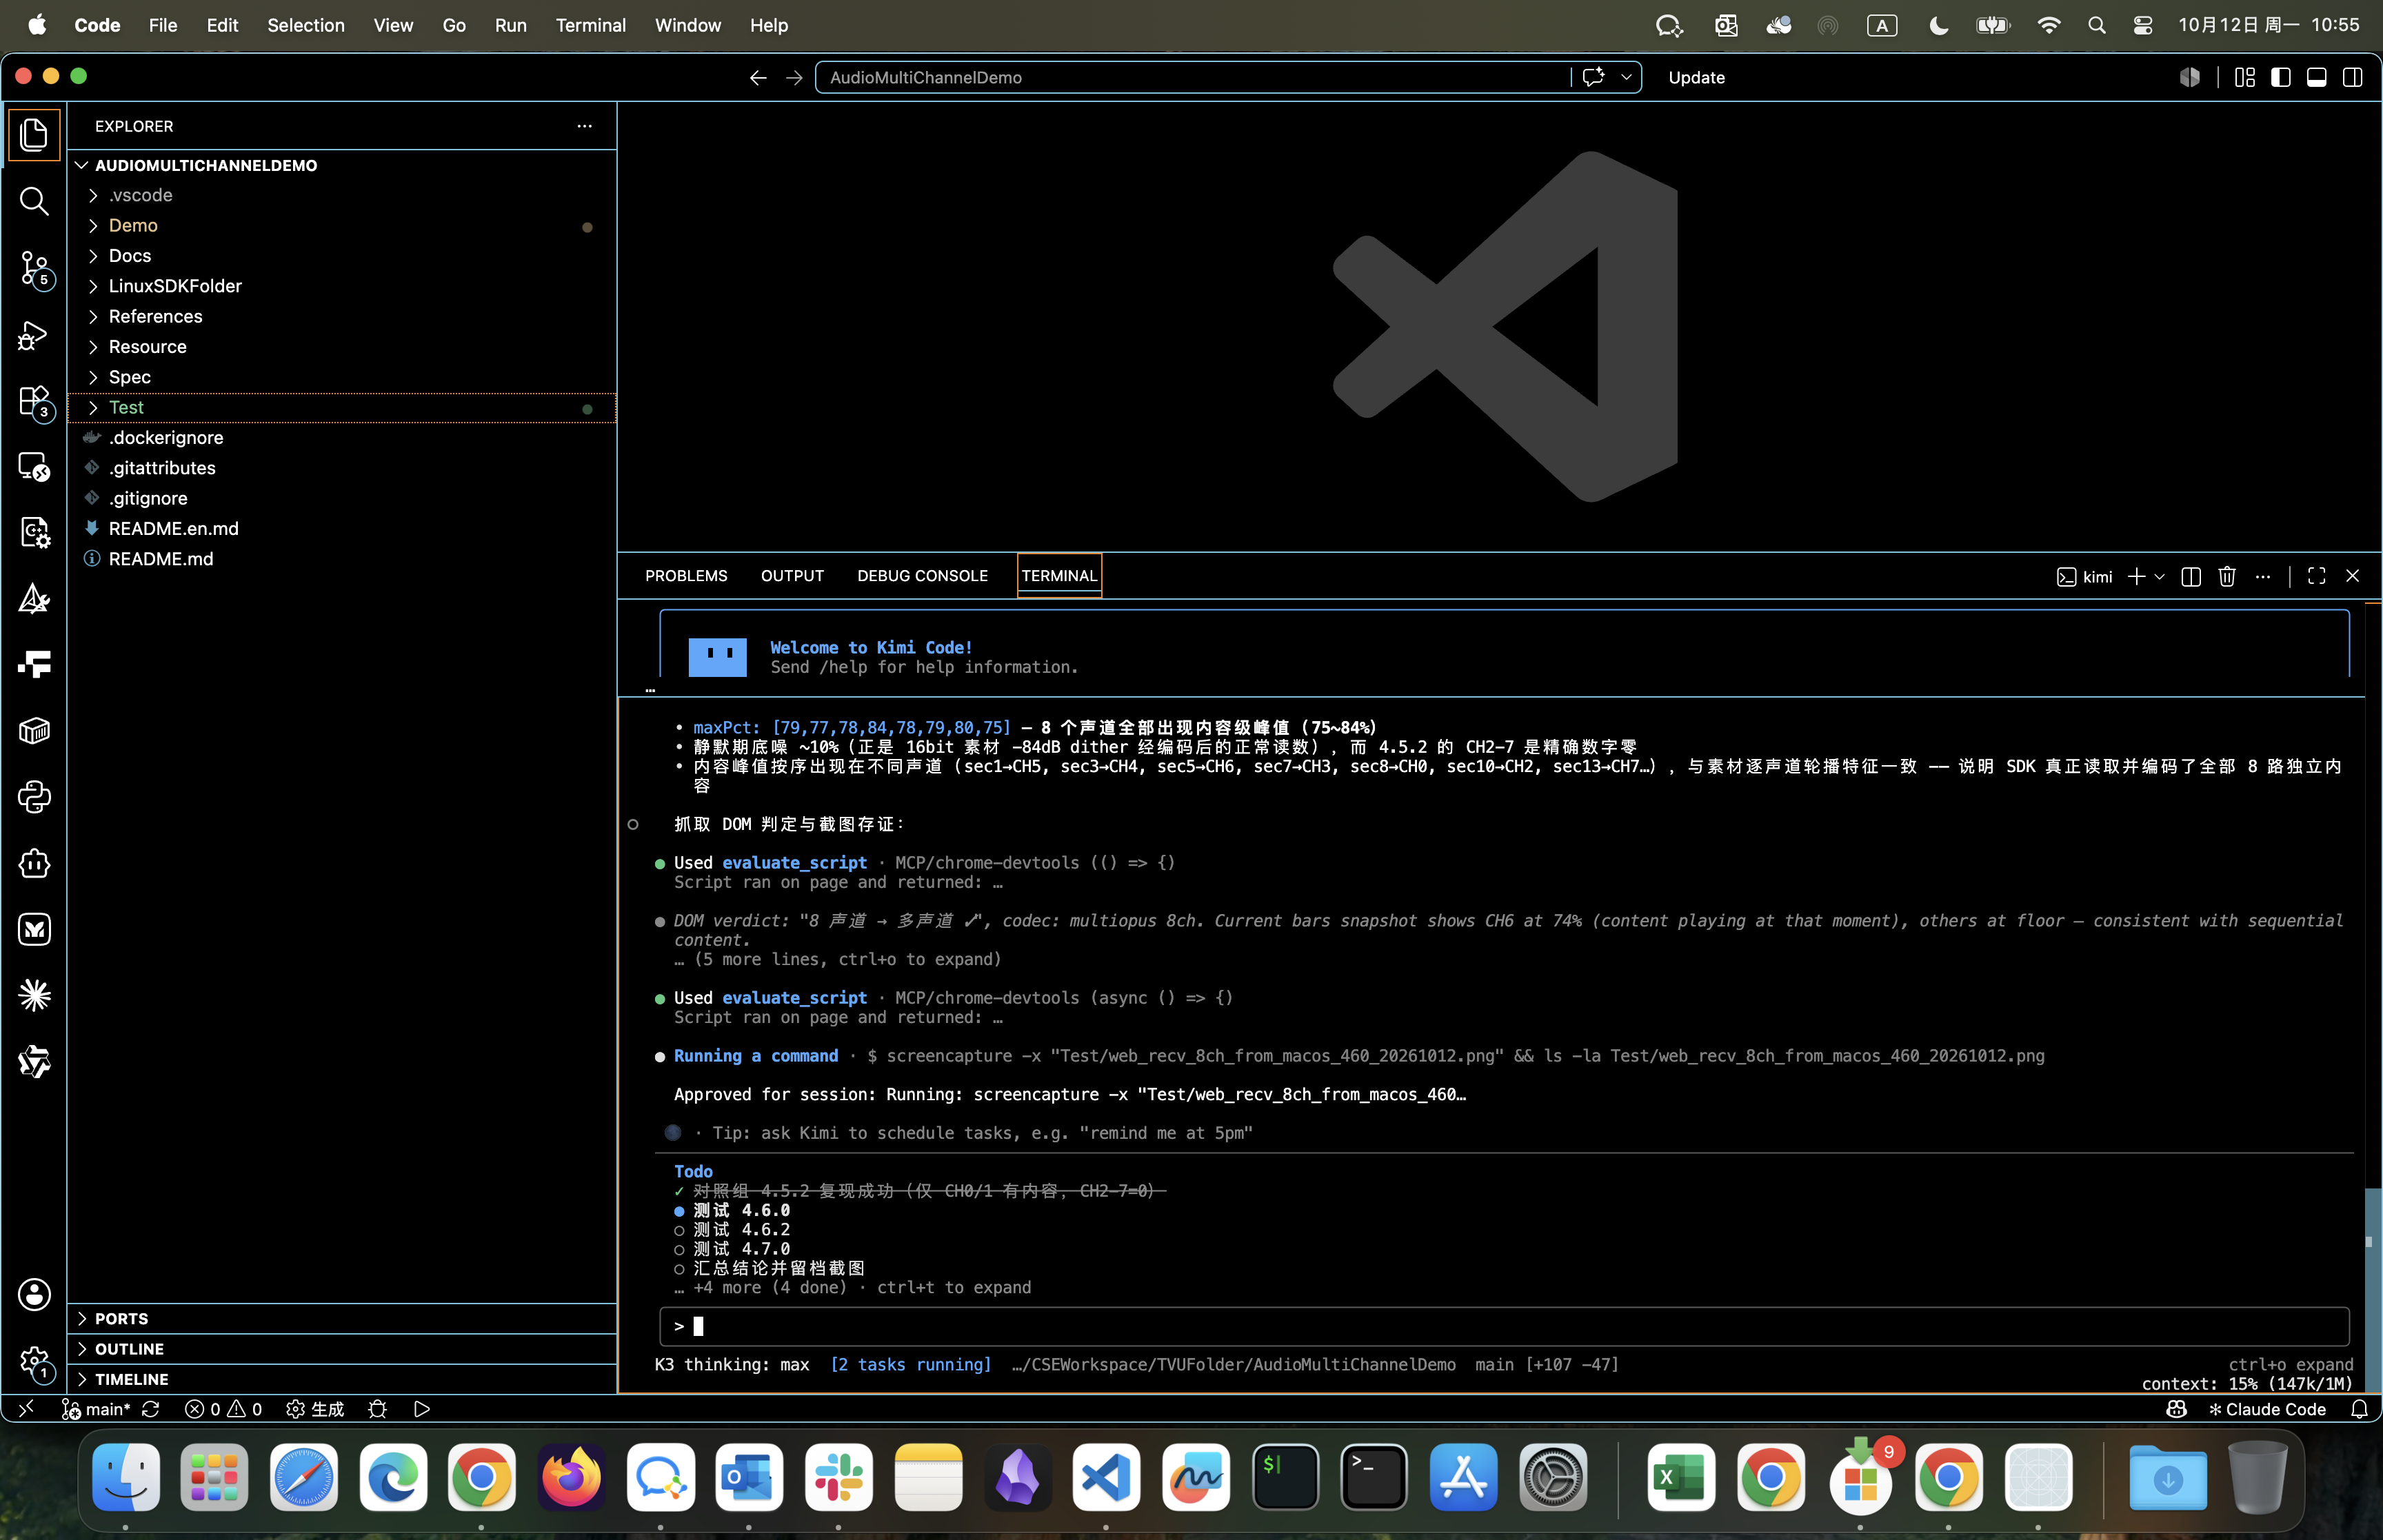 Code File Edit Selection View Go Run Terminal Window Help
A
10月12日 周一 10:55
AudioMultiChannelDemo
Update
EXPLORER
AUDIOMULTICHANNELDEMO
.vscode
Demo
Docs
LinuxSDKFolder
References
Resource
Spec
Test
.dockerignore
.gitattributes
.gitignore
README.en.md
README.md
5
3
1
PORTS
OUTLINE
TIMELINE
PROBLEMS OUTPUT DEBUG CONSOLE TERMINAL
kimi
Welcome to Kimi Code!
Send /help for help information.
…
• maxPct: [79,77,78,84,78,79,80,75] — 8 个声道全部出现内容级峰值（75~84%）
• 静默期底噪 ~10%（正是 16bit 素材 -84dB dither 经编码后的正常读数），而 4.5.2 的 CH2-7 是精确数字零
• 内容峰值按序出现在不同声道（sec1→CH5, sec3→CH4, sec5→CH6, sec7→CH3, sec8→CH0, sec10→CH2, sec13→CH7…），与素材逐声道轮播特征一致 —— 说明 SDK 真正读取并编码了全部 8 路独立内
容
抓取 DOM 判定与截图存证：
Used evaluate_script · MCP/chrome-devtools (() => {)
Script ran on page and returned: …
DOM verdict: "8 声道 → 多声道 ✓", codec: multiopus 8ch. Current bars snapshot shows CH6 at 74% (content playing at that moment), others at floor — consistent with sequential
content.
… (5 more lines, ctrl+o to expand)
Used evaluate_script · MCP/chrome-devtools (async () => {)
Script ran on page and returned: …
Running a command · $ screencapture -x "Test/web_recv_8ch_from_macos_460_20261012.png" && ls -la Test/web_recv_8ch_from_macos_460_20261012.png
Approved for session: Running: screencapture -x "Test/web_recv_8ch_from_macos_460…
· Tip: ask Kimi to schedule tasks, e.g. "remind me at 5pm"
Todo
✓ 对照组 4.5.2 复现成功（仅 CH0/1 有内容，CH2-7=0）
● 测试 4.6.0
○ 测试 4.6.2
○ 测试 4.7.0
○ 汇总结论并留档截图
… +4 more (4 done) · ctrl+t to expand
>
K3 thinking: max [2 tasks running] …/CSEWorkspace/TVUFolder/AudioMultiChannelDemo main [+107 -47]
ctrl+o expand
context: 15% (147k/1M)
main* 0 0 生成
Claude Code
9